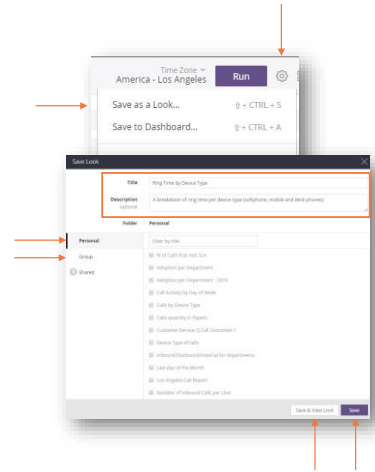 Time Zone
America - Los Angeles
Run
Save as a Look... ⇧ + CTRL + S
Save to Dashboard... ⇧ + CTRL + A
Save Look
Title Ring Time by Device Type
Description A breakdown of ring time per device type (softphone, mobile and desk phones)
optional
Folder Personal
Personal Filter by title
Group
Shared
% of Calls that met SLA
Adoption per Department
Adoption per Department - 2019
Call Activity by Day of Week
Calls by Device Type
Calls quantity in
Customer Service Q Call Document 1
Device Type of calls
Inbound/Outbound/Internal for departments
Last day of the Month
Los Angeles Call Report
Number of Inbound Calls per User
Save & View Look
Save